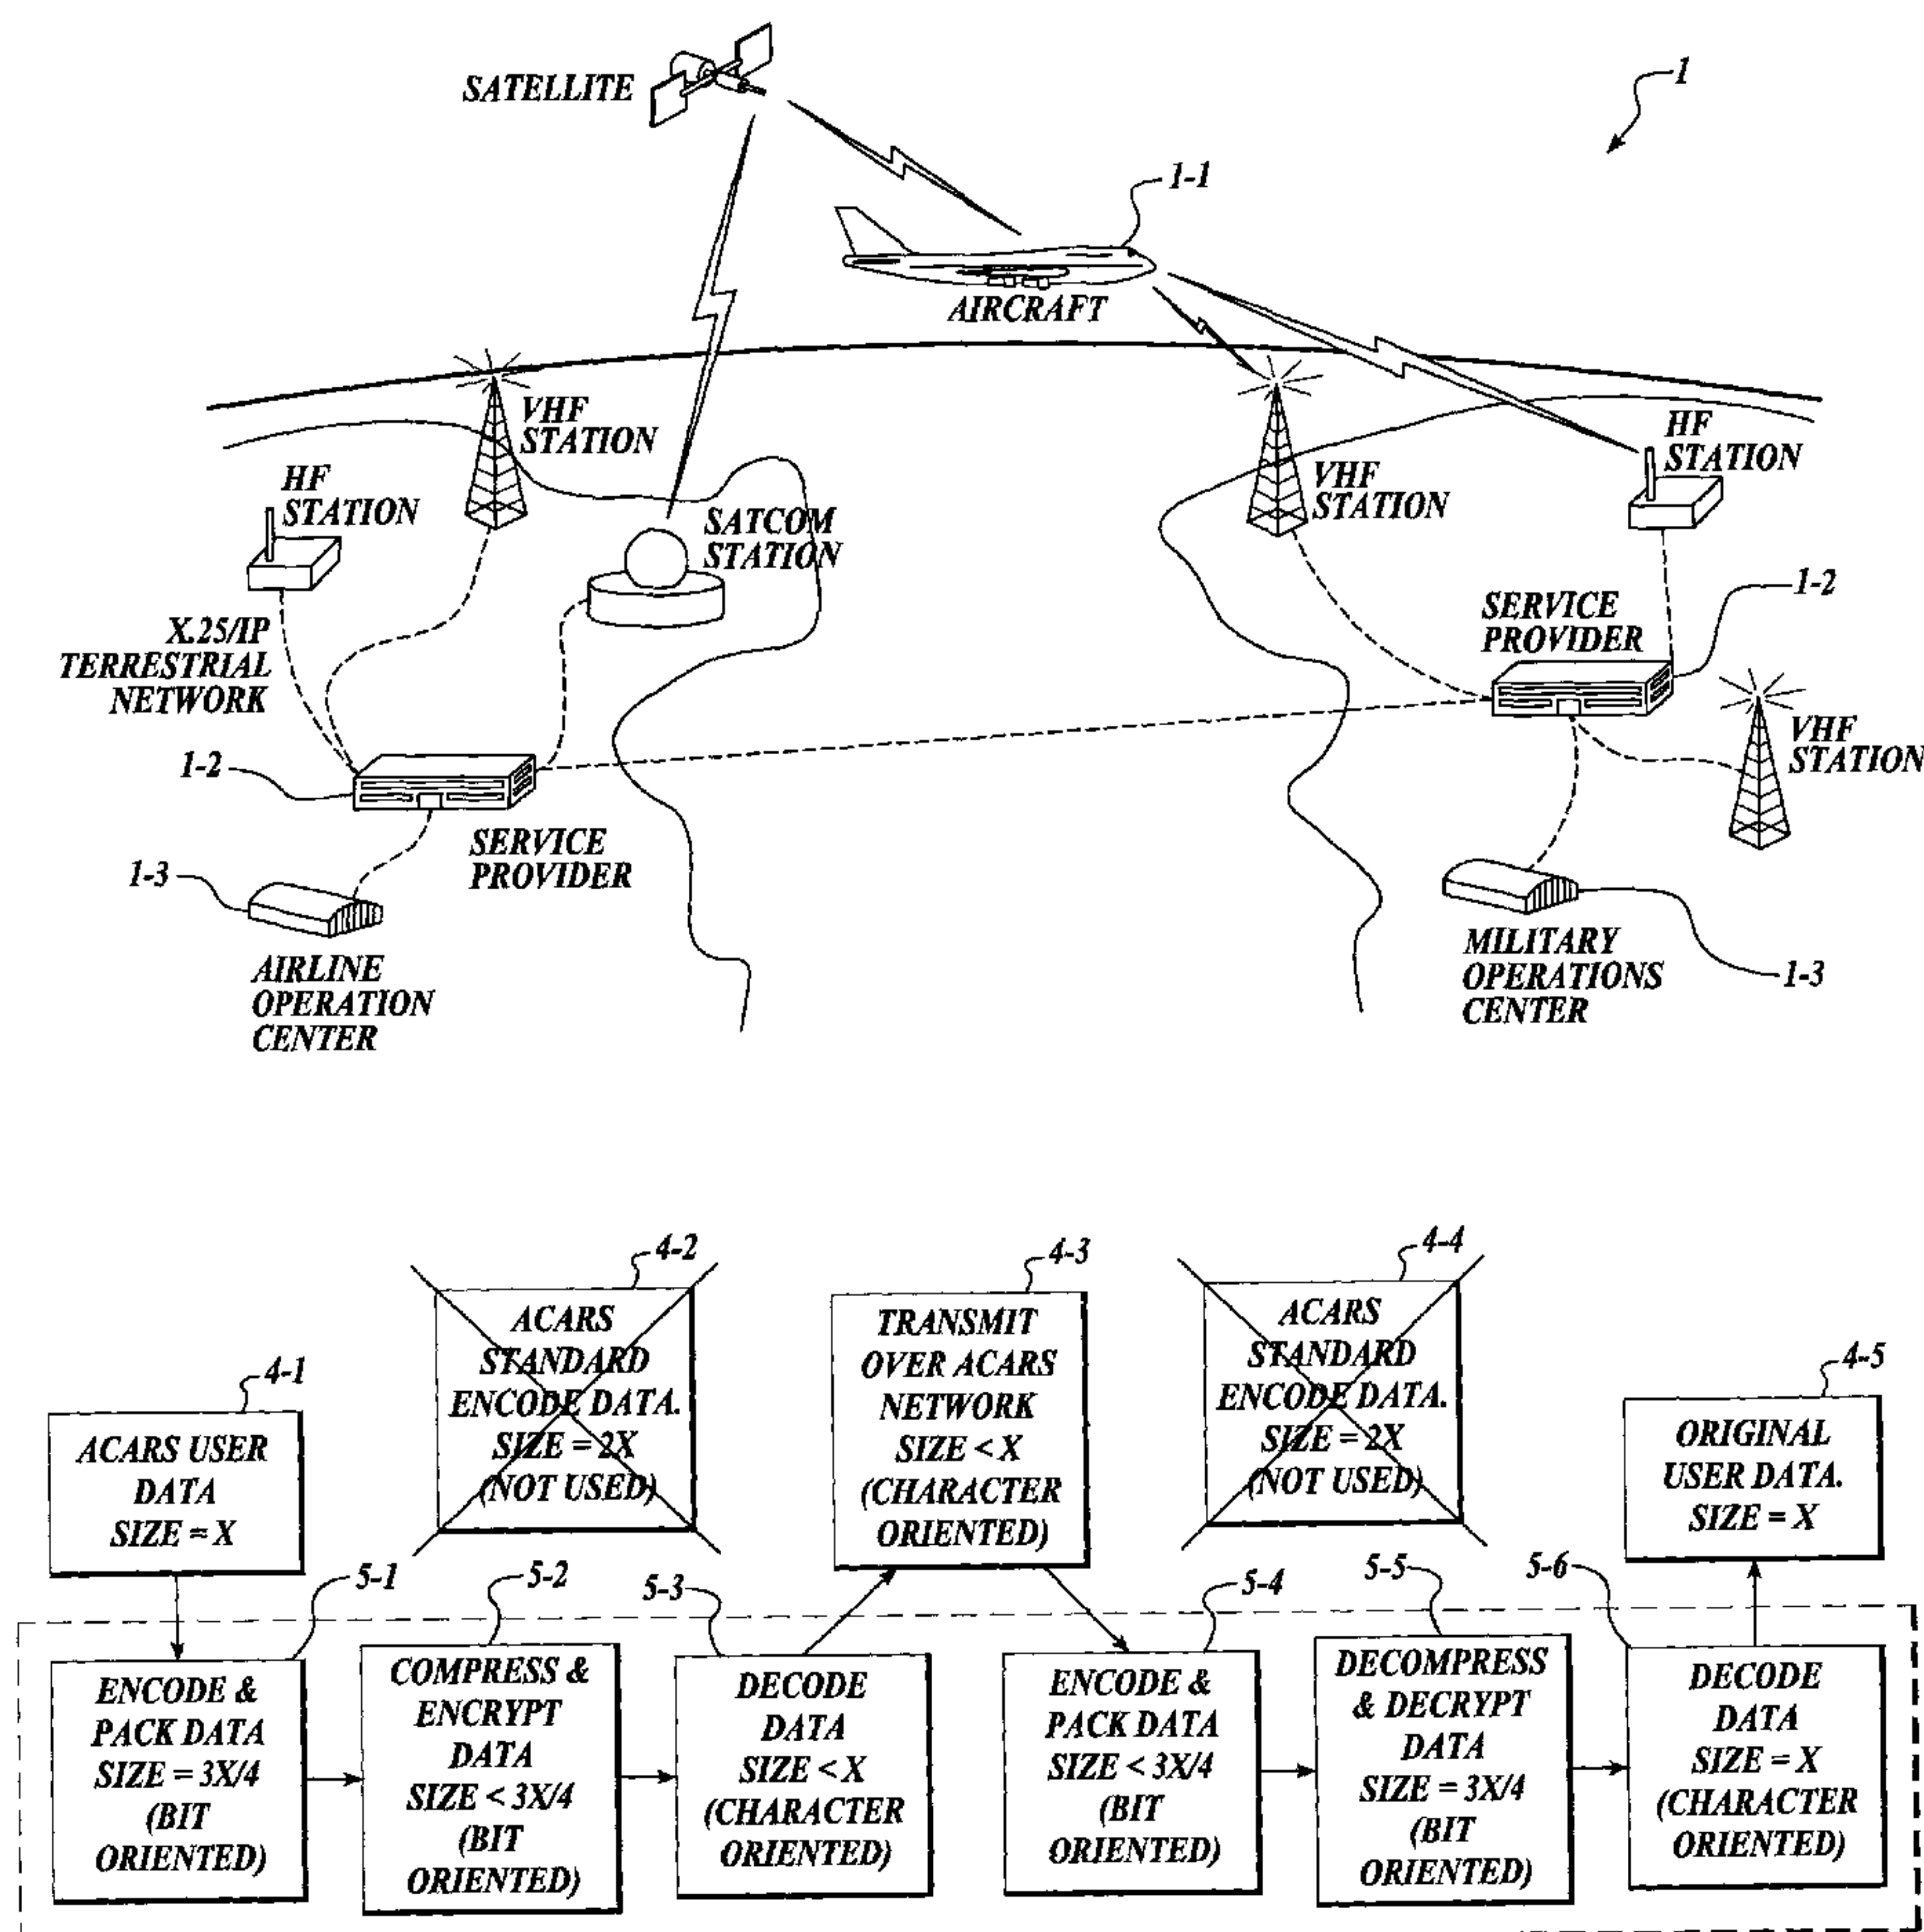 SATELLITE
1
1-1
AIRCRAFT
VHF
STATION
HF
STATION
SATCOM
STATION
VHF
STATION
HF
STATION
X.25/IP
TERRESTRIAL
NETWORK
SERVICE
PROVIDER
1-2
VHF
STATION
1-2
SERVICE
PROVIDER
1-3
AIRLINE
OPERATION
CENTER
MILITARY
OPERATIONS
CENTER
1-3
4-1
ACARS USER
DATA
SIZE = X
4-2
ACARS
STANDARD
ENCODE DATA.
SIZE = 2X
(NOT USED)
4-3
TRANSMIT
OVER ACARS
NETWORK
SIZE < X
(CHARACTER
ORIENTED)
4-4
ACARS
STANDARD
ENCODE DATA.
SIZE = 2X
(NOT USED)
4-5
ORIGINAL
USER DATA.
SIZE = X
5-1
ENCODE &
PACK DATA
SIZE = 3X/4
(BIT
ORIENTED)
5-2
COMPRESS &
ENCRYPT
DATA
SIZE < 3X/4
(BIT
ORIENTED)
5-3
DECODE
DATA
SIZE < X
(CHARACTER
ORIENTED)
5-4
ENCODE &
PACK DATA
SIZE < 3X/4
(BIT
ORIENTED)
5-5
DECOMPRESS
& DECRYPT
DATA
SIZE = 3X/4
(BIT
ORIENTED)
5-6
DECODE
DATA
SIZE = X
(CHARACTER
ORIENTED)